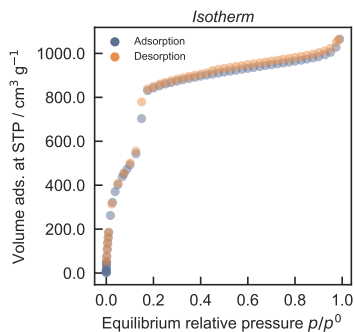 Isotherm
Adsorption
Desorption
Volume ads. at STP / cm³ g⁻¹
1000.0
800.0
600.0
400.0
200.0
0.0
0.0 0.2 0.4 0.6 0.8 1.0
Equilibrium relative pressure p/p⁰